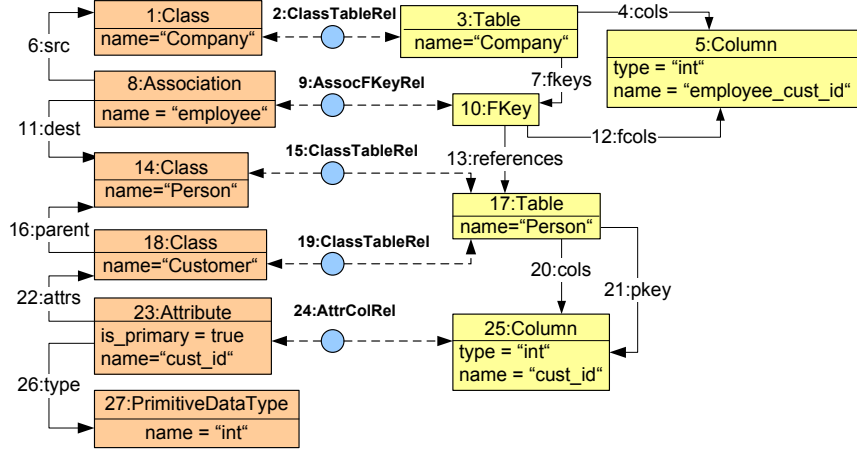 1:Class
name=“Company“
2:ClassTableRel
3:Table
name=“Company”
4:cols
5:Column
type = “int”
name = “employee_cust_id”
6:src
7:fkeys
8:Association
name = “employee“
9:AssocFKeyRel
10:FKey
11:dest
12:fcols
13:references
14:Class
name=“Person“
15:ClassTableRel
16:parent
17:Table
name=“Person”
18:Class
name=“Customer“
19:ClassTableRel
20:cols
21:pkey
22:attrs
23:Attribute
is_primary = true
name=“cust_id“
24:AttrColRel
25:Column
type = “int”
name = “cust_id”
26:type
27:PrimitiveDataType
name = “int“